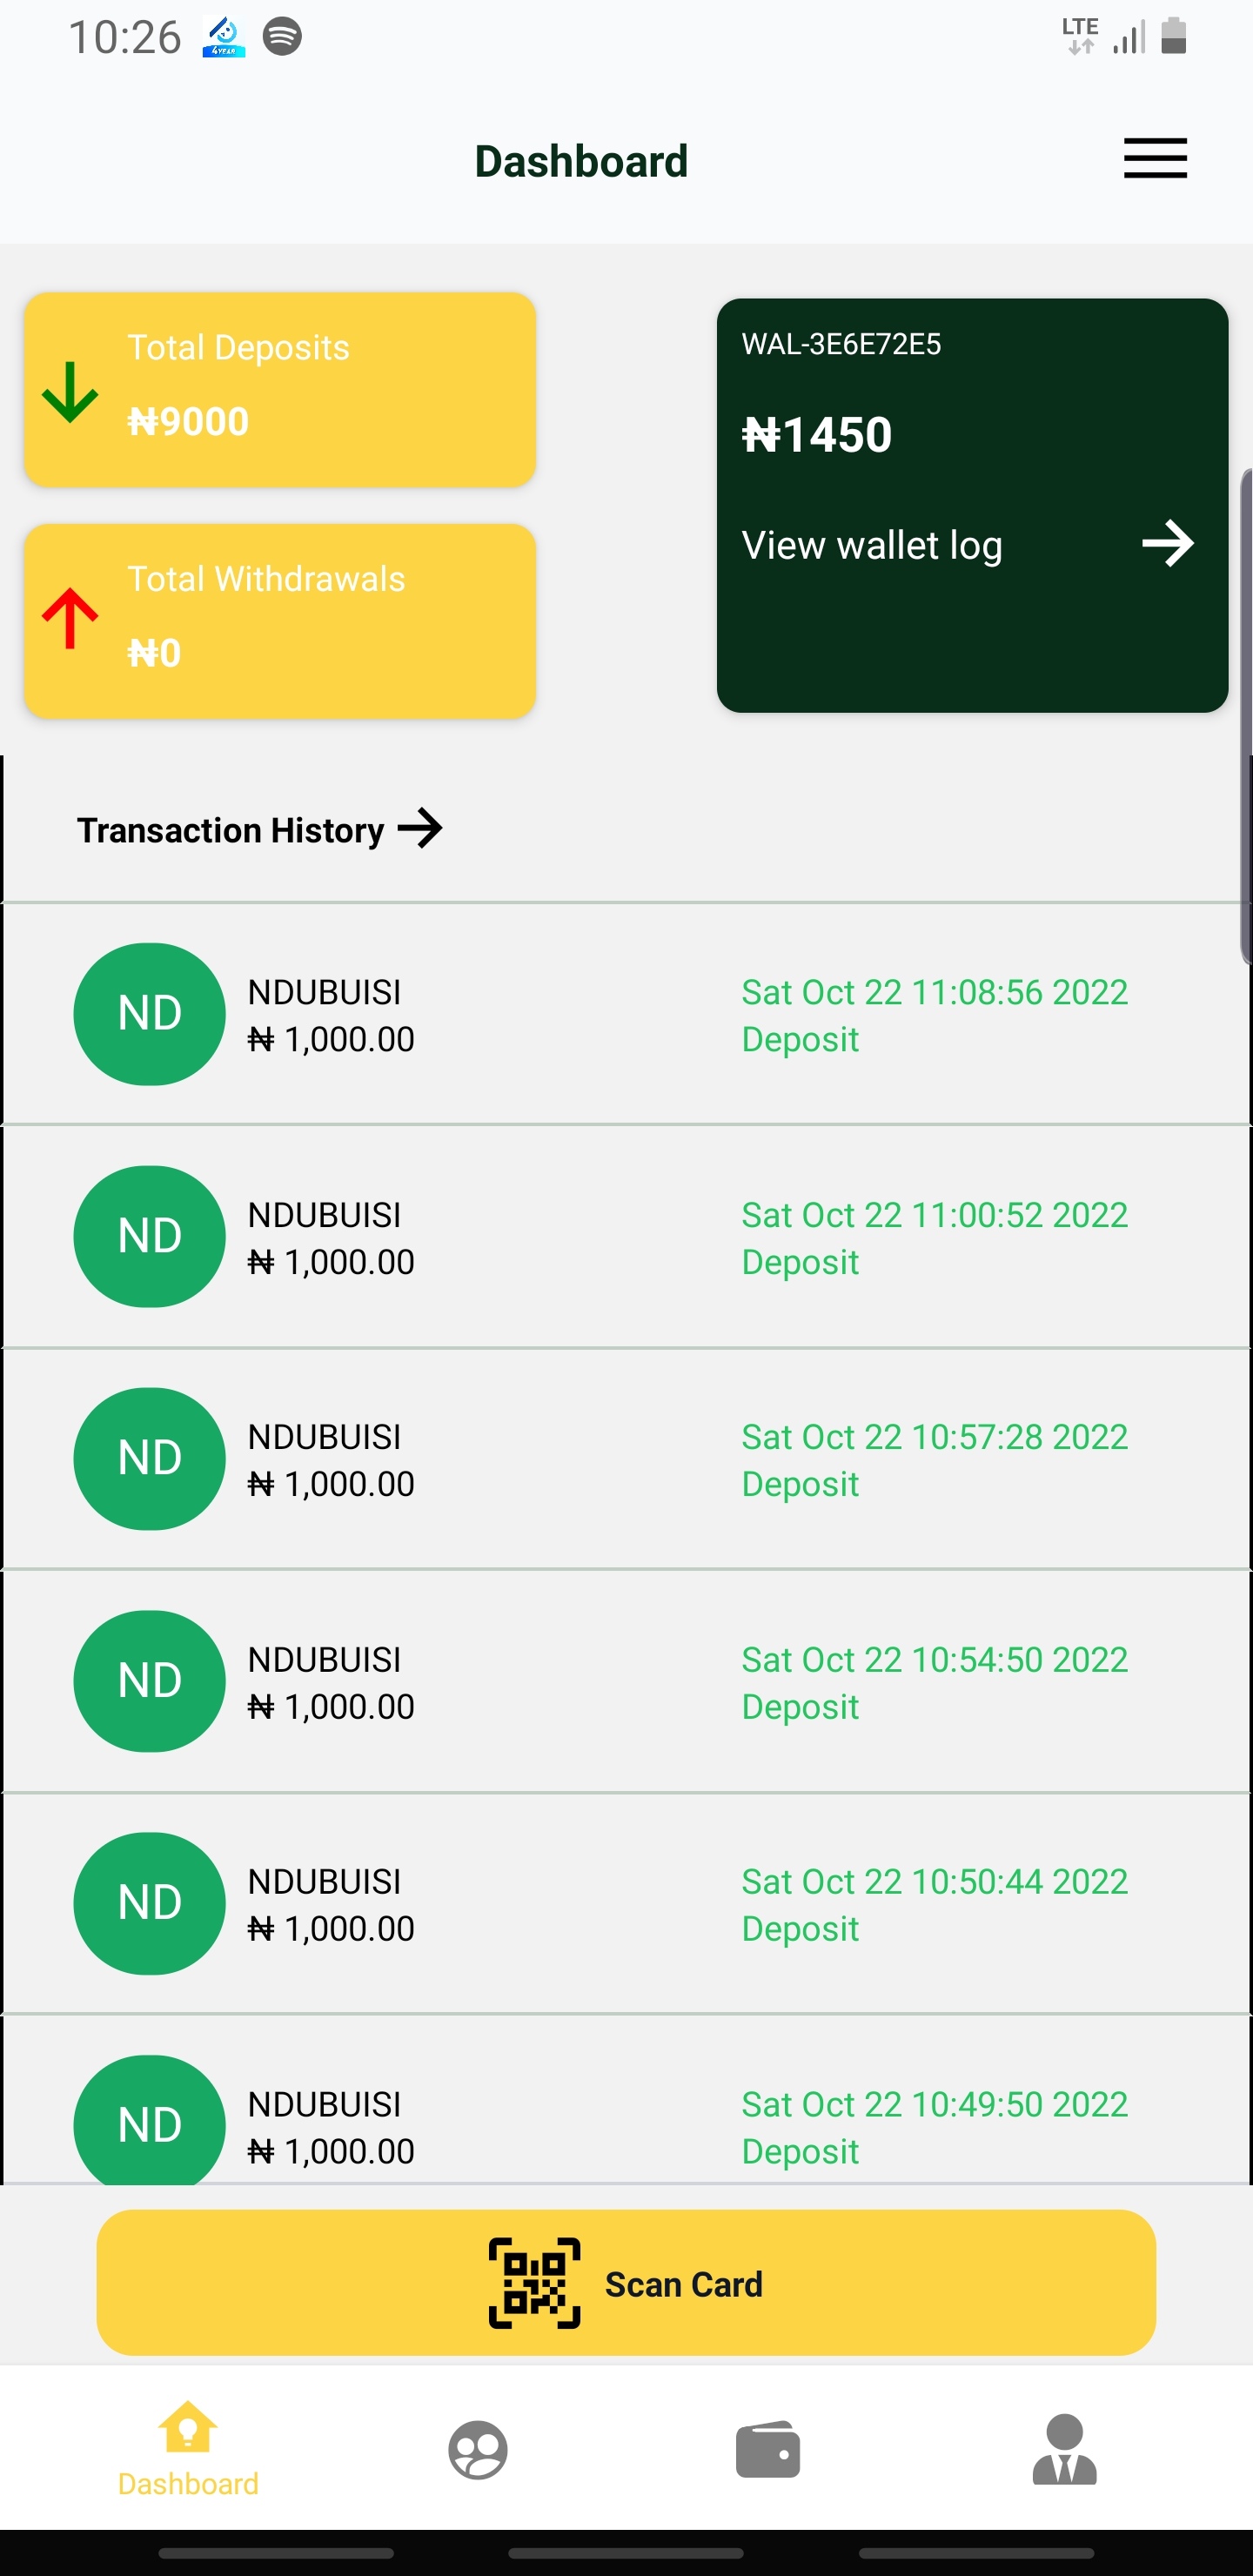 10:26
4YEAR
LTE
Dashboard
Total Deposits
₦9000
Total Withdrawals
₦0
WAL-3E6E72E5
₦1450
View wallet log
Transaction History
ND
NDUBUISI
₦ 1,000.00
Sat Oct 22 11:08:56 2022
Deposit
ND
NDUBUISI
₦ 1,000.00
Sat Oct 22 11:00:52 2022
Deposit
ND
NDUBUISI
₦ 1,000.00
Sat Oct 22 10:57:28 2022
Deposit
ND
NDUBUISI
₦ 1,000.00
Sat Oct 22 10:54:50 2022
Deposit
ND
NDUBUISI
₦ 1,000.00
Sat Oct 22 10:50:44 2022
Deposit
ND
NDUBUISI
₦ 1,000.00
Sat Oct 22 10:49:50 2022
Deposit
Scan Card
Dashboard